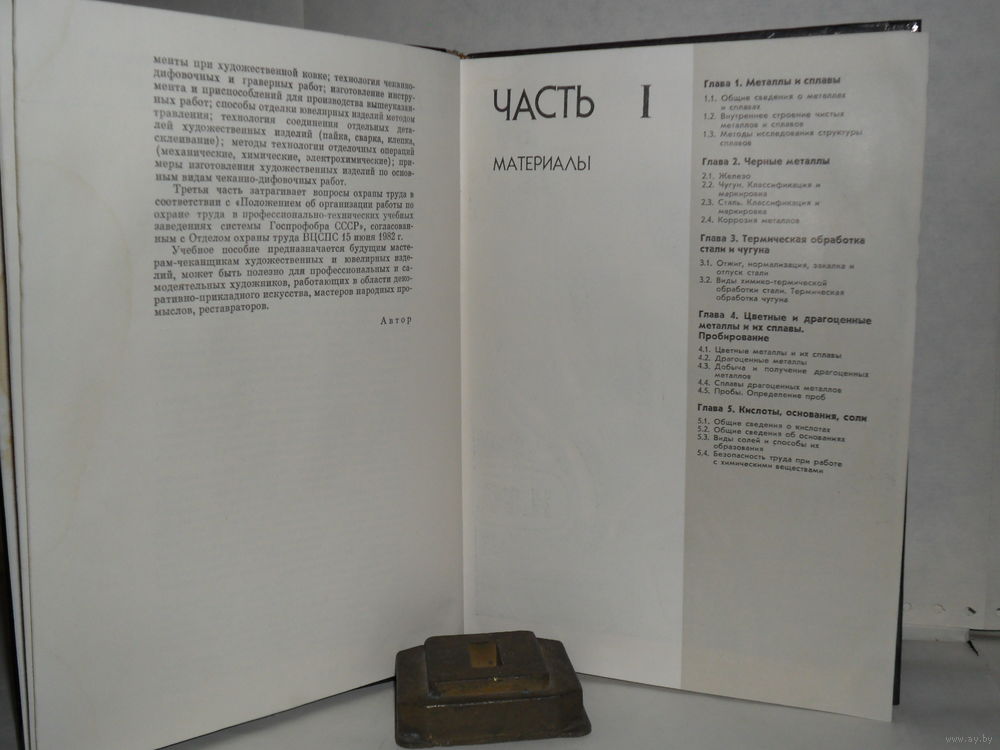 менты при художественной ковке; технология чеканно-
дифовочных и граверных работ; изготовление инстру-
мента и приспособлений для производства вышеуказан-
ных работ; способы отделки ювелирных изделий методом
травления; технология соединения отдельных дета-
лей художественных изделий (пайка, сварка, клепка,
склеивание); методы технологии отделочных операций
(механические, химические, электрохимические); при-
меры изготовления художественных изделий по основ-
ным видам чеканно-дифовочных работ.
Третья часть затрагивает вопросы охраны труда в
соответствии с «Положением об организации работы по
охране труда в профессионально-технических учебных
заведениях системы Госпрофобра СССР», согласован-
ным с Отделом охраны труда ВЦСПС 15 июня 1982 г.
Учебное пособие предназначается будущим масте-
рам-чеканщикам художественных и ювелирных изде-
лий, может быть полезно для профессиональных и са-
модеятельных художников, работающих в области деко-
ративно-прикладного искусства, мастеров народных про-
мыслов, реставраторов.
Автор
ЧАСТЬ I
МАТЕРИАЛЫ
Глава 1. Металлы и сплавы
1.1. Общие сведения о металлах
и сплавах
1.2. Внутреннее строение чистых
металлов и сплавов
1.3. Методы исследования структуры
сплавов
Глава 2. Черные металлы
2.1. Железо
2.2. Чугун. Классификация и
маркировка
2.3. Сталь. Классификация и
маркировка
2.4. Коррозия металлов
Глава 3. Термическая обработка
стали и чугуна
3.1. Отжиг, нормализация, закалка и
отпуск стали
3.2. Виды химико-термической
обработки стали. Термическая
обработка чугуна
Глава 4. Цветные и драгоценные
металлы и их сплавы.
Пробирование
4.1. Цветные металлы и их сплавы
4.2. Драгоценные металлы
4.3. Добыча и получение драгоценных
металлов
4.4. Сплавы драгоценных металлов
4.5. Пробы. Определение проб
Глава 5. Кислоты, основания, соли
5.1. Общие сведения о кислотах
5.2. Общие сведения об основаниях
5.3. Виды солей и способы их
образования
5.4. Безопасность труда при работе
с химическими веществами
www.ay.by